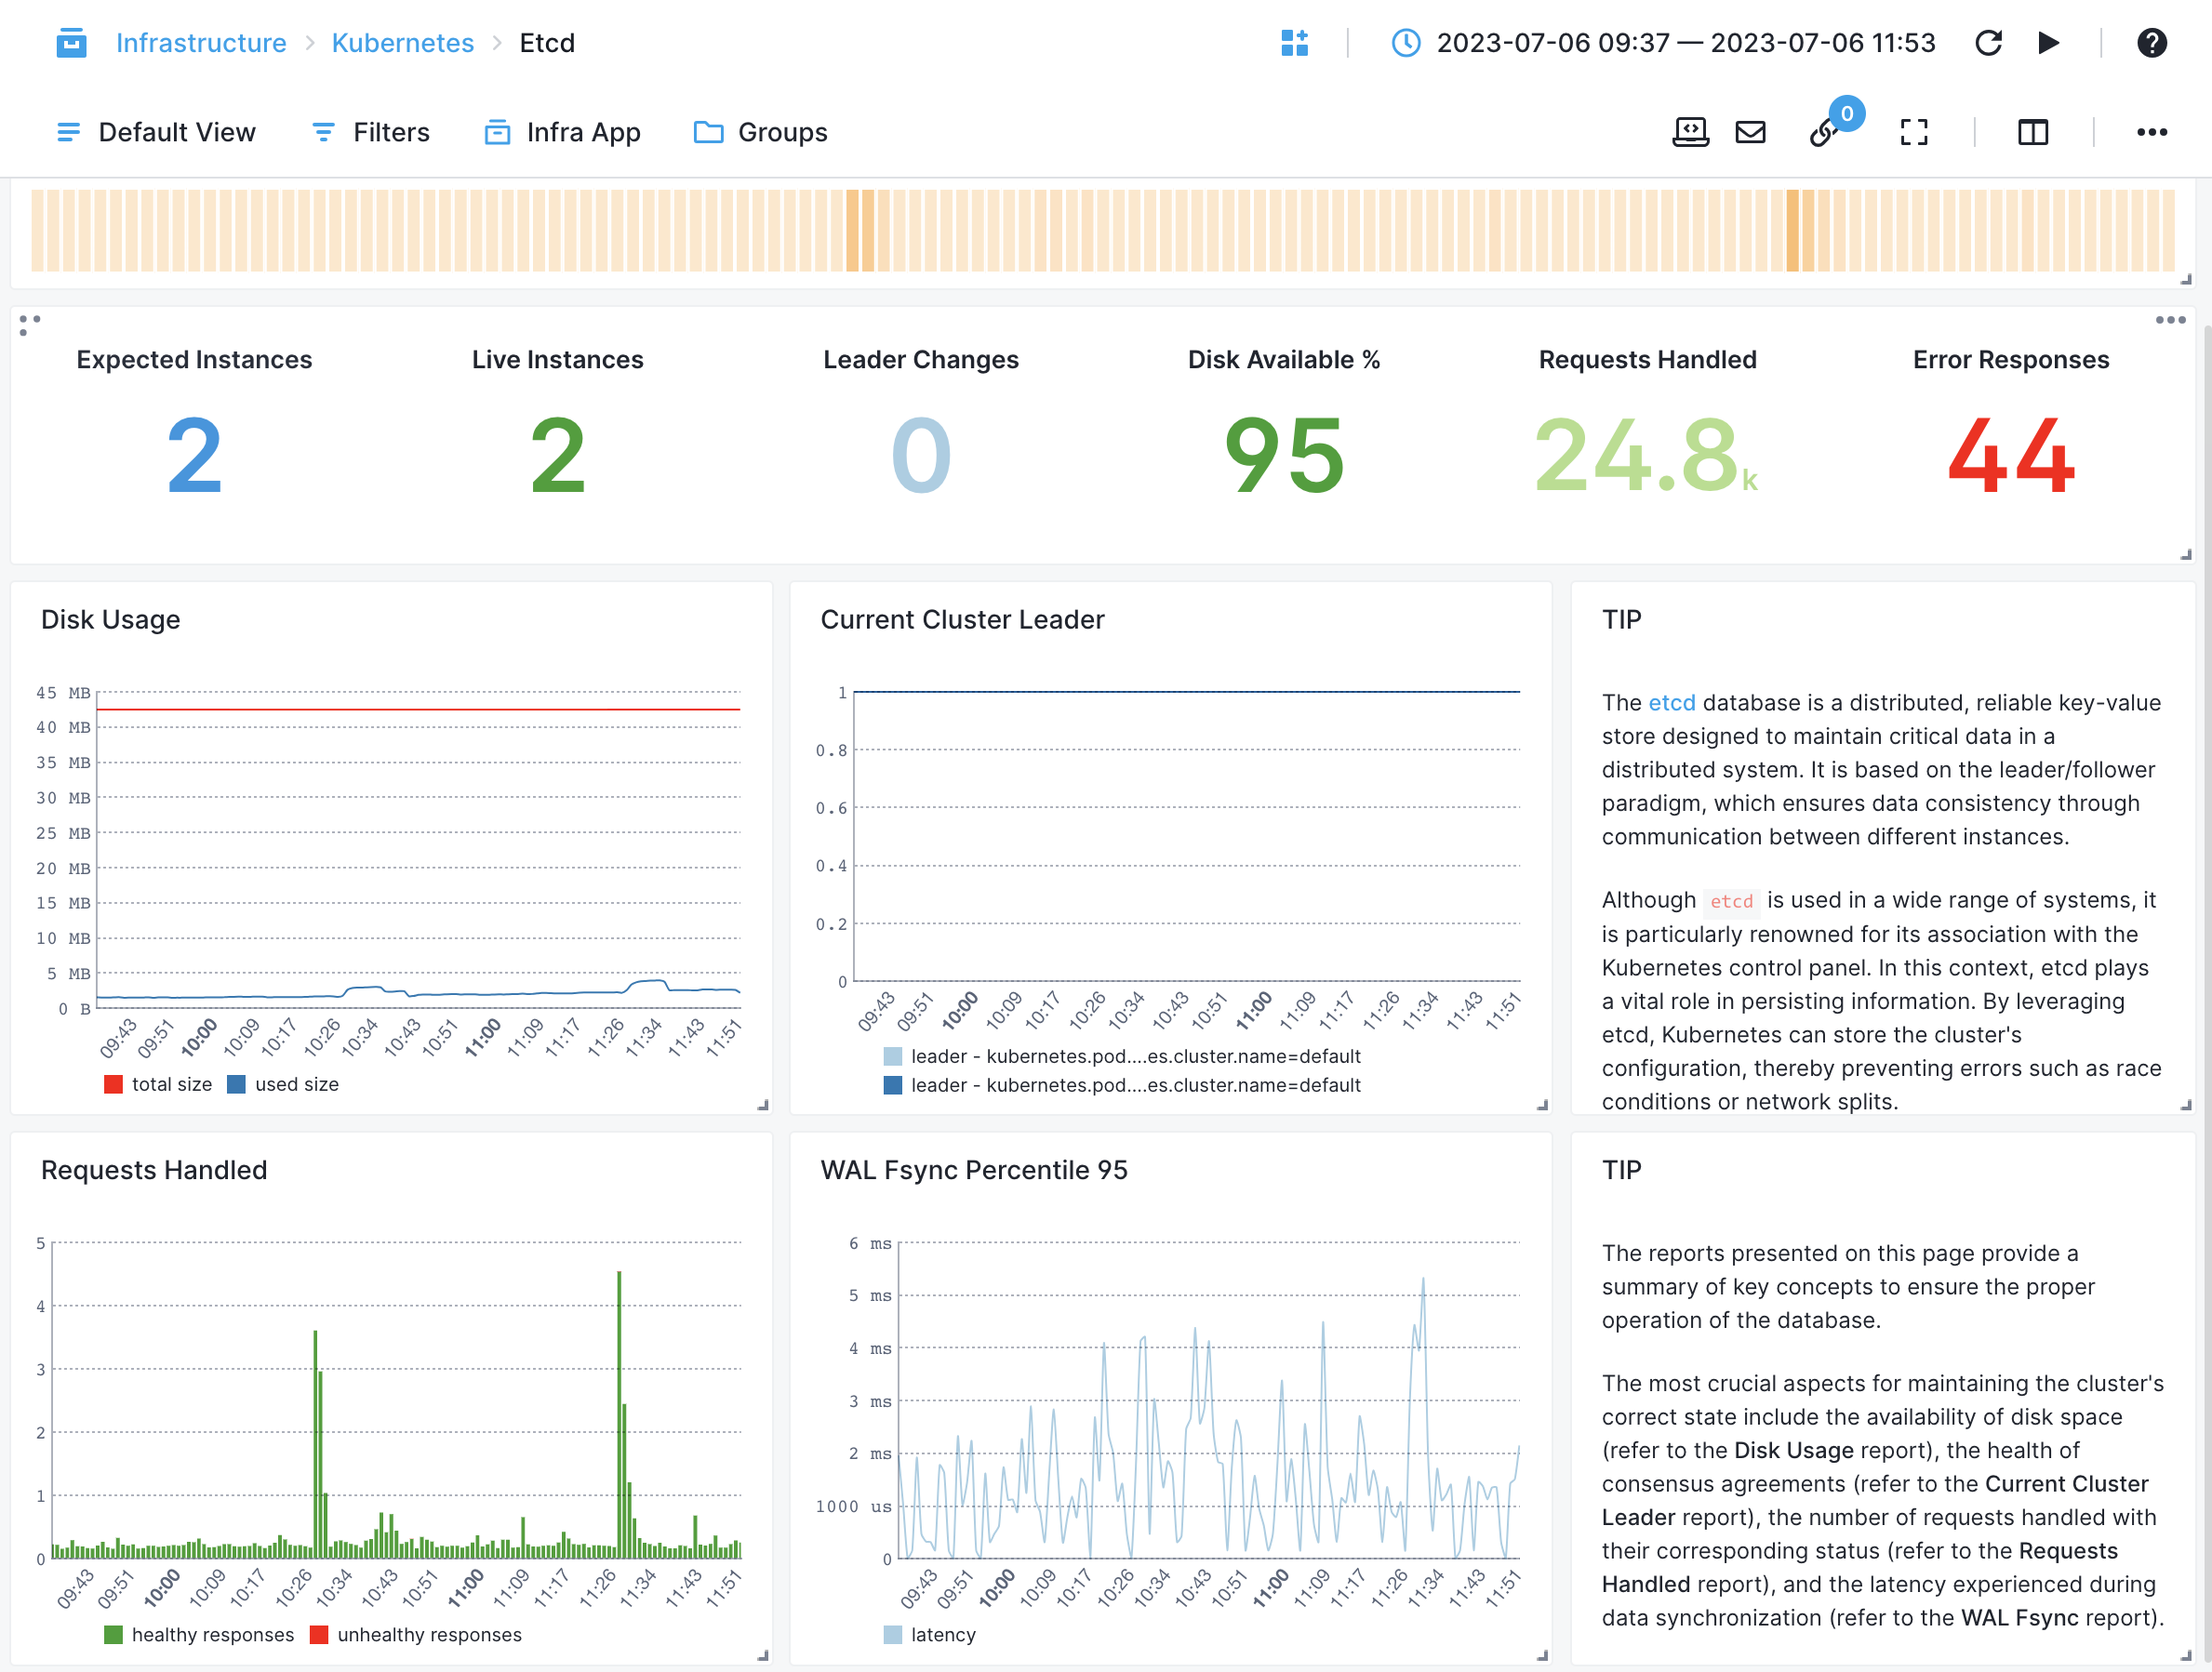 Infrastructure > Kubernetes > Etcd
2023-07-06 09:37 — 2023-07-06 11:53
?
Default View
Filters
Infra App
Groups
0
Expected Instances
2
Live Instances
2
Leader Changes
0
Disk Available %
95
Requests Handled
24.8k
Error Responses
44
Disk Usage
45 MB
40 MB
35 MB
30 MB
25 MB
20 MB
15 MB
10 MB
5 MB
0 B
09:43 09:51 10:00 10:09 10:17 10:26 10:34 10:43 10:51 11:00 11:09 11:17 11:26 11:34 11:43 11:51
total size used size
Current Cluster Leader
1
0.8
0.6
0.4
0.2
0
09:43 09:51 10:00 10:09 10:17 10:26 10:34 10:43 10:51 11:00 11:09 11:17 11:26 11:34 11:43 11:51
leader - kubernetes.pod....es.cluster.name=default
leader - kubernetes.pod....es.cluster.name=default
TIP
The etcd database is a distributed, reliable key-value
store designed to maintain critical data in a
distributed system. It is based on the leader/follower
paradigm, which ensures data consistency through
communication between different instances.
Although etcd is used in a wide range of systems, it
is particularly renowned for its association with the
Kubernetes control panel. In this context, etcd plays
a vital role in persisting information. By leveraging
etcd, Kubernetes can store the cluster's
configuration, thereby preventing errors such as race
conditions or network splits.
Requests Handled
5
4
3
2
1
0
09:43 09:51 10:00 10:09 10:17 10:26 10:34 10:43 10:51 11:00 11:09 11:17 11:26 11:34 11:43 11:51
healthy responses unhealthy responses
WAL Fsync Percentile 95
6 ms
5 ms
4 ms
3 ms
2 ms
1000 us
0
09:43 09:51 10:00 10:09 10:17 10:26 10:34 10:43 10:51 11:00 11:09 11:17 11:26 11:34 11:43 11:51
latency
TIP
The reports presented on this page provide a
summary of key concepts to ensure the proper
operation of the database.
The most crucial aspects for maintaining the cluster's
correct state include the availability of disk space
(refer to the Disk Usage report), the health of
consensus agreements (refer to the Current Cluster
Leader report), the number of requests handled with
their corresponding status (refer to the Requests
Handled report), and the latency experienced during
data synchronization (refer to the WAL Fsync report).